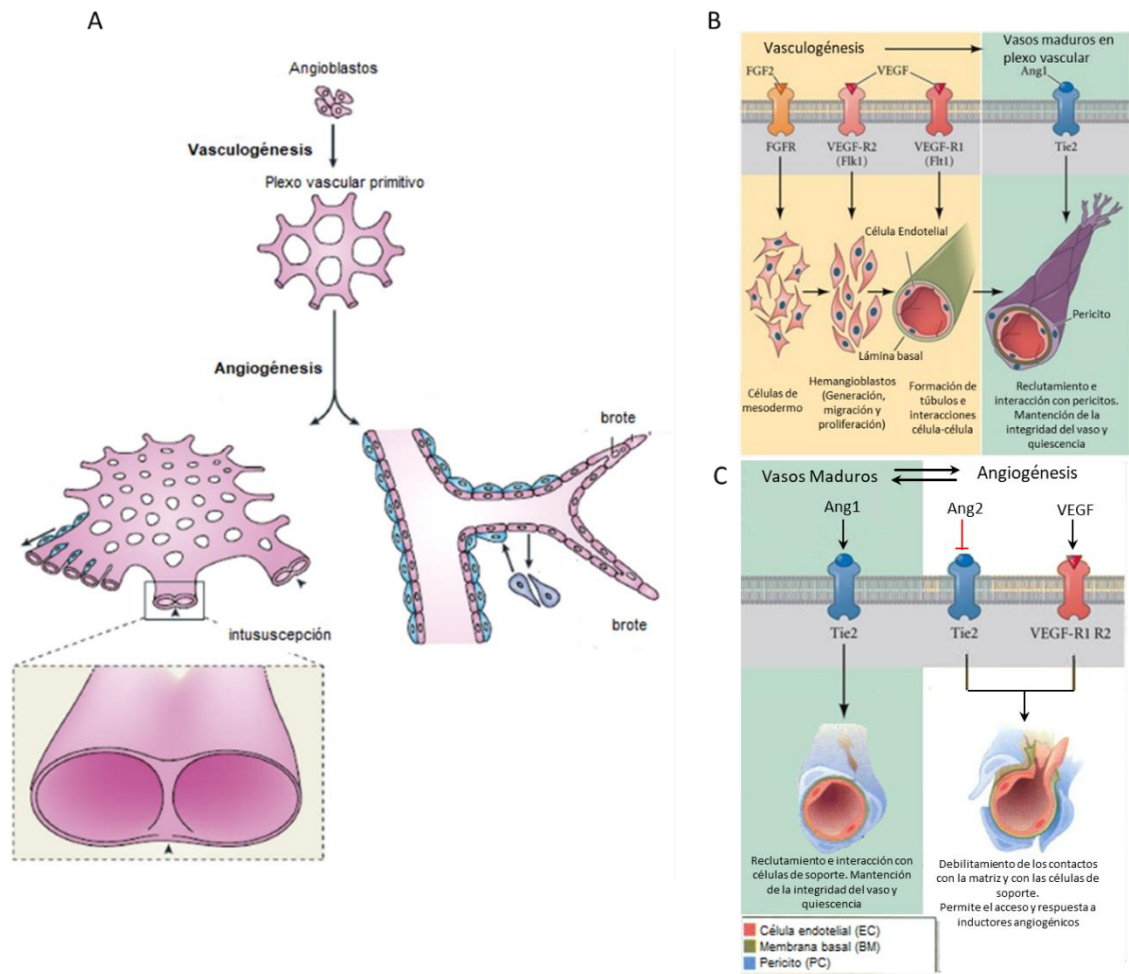 A
Angioblastos
Vasculogénesis
Plexo vascular primitivo
Angiogénesis
brote
brote
intususcepción
B
Vasculogénesis
Vasos maduros en
plexo vascular
FGF2
VEGF
Ang1
FGFR
VEGF-R2
(Flk1)
VEGF-R1
(Flt1)
Tie2
Célula Endotelial
Pericito
Lámina basal
Células de
mesodermo
Hemangioblastos
(Generación,
migración y
proliferación)
Formación de
túbulos e
interacciones
célula-célula
Reclutamiento e
interacción con pericitos.
Mantención de la
integridad del vaso y
quiescencia
C
Vasos Maduros
Angiogénesis
Ang1
Ang2
VEGF
Tie2
Tie2
VEGF-R1 R2
Reclutamiento e interacción con
células de soporte. Mantención
de la integridad del vaso y
quiescencia
Debilitamiento de los contactos
con la matriz y con las células de
soporte.
Permite el acceso y respuesta a
inductores angiogénicos
Célula endotelial (EC)
Membrana basal (BM)
Pericito (PC)